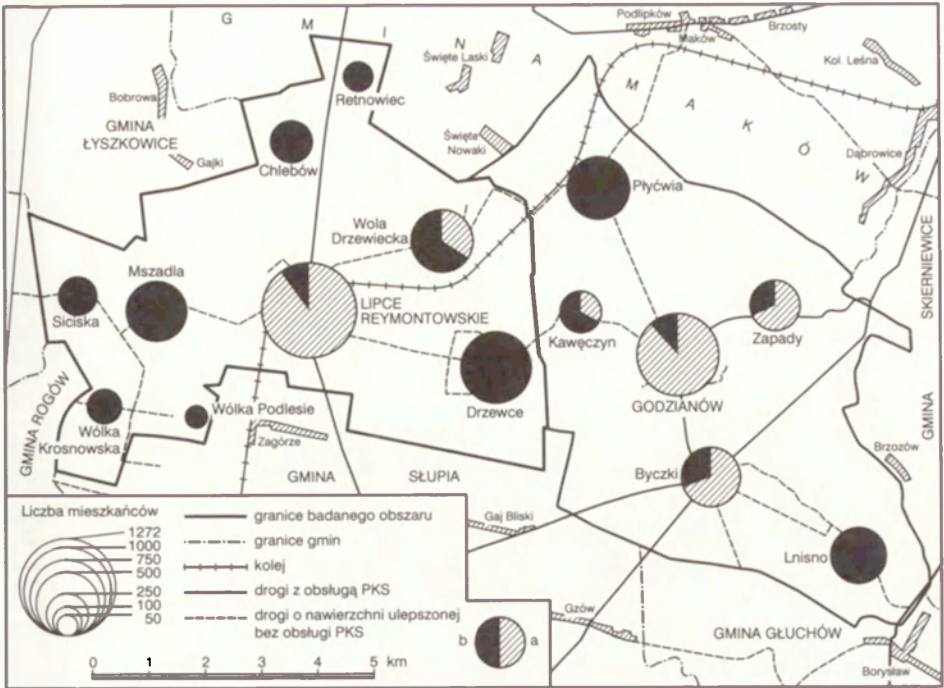 G M I N A M A K Ó W
Podlipków
Maków
Brzosty
Święte Laski
Kol. Leśna
Bobrowa
Retnowiec
GMINA
ŁYSZKOWICE
Gajki
Chlebów
Święte
Nowaki
Dąbrowice
Płyćwia
Wola
Drzewiecka
Mszadla
Siciska
LIPCE
REYMONTOWSKIE
Kawęczyn
Zapady
SKIERNIEWICE
GMINA
Drzewce
GODZIANÓW
GMINA ROGÓW
Wólka
Krosnowska
Wólka Podlesie
Zagórze
GMINA SŁUPIA
Byczki
Brzozów
Gaj Bliski
Lnisno
Gzów
GMINA GŁUCHÓW
Borysław
Liczba mieszkańców
1272
1000
750
500
250
100
50
granice badanego obszaru
granice gmin
kolej
drogi z obsługą PKS
drogi o nawierzchni ulepszonej
bez obsługi PKS
b a
0 1 2 3 4 5 km